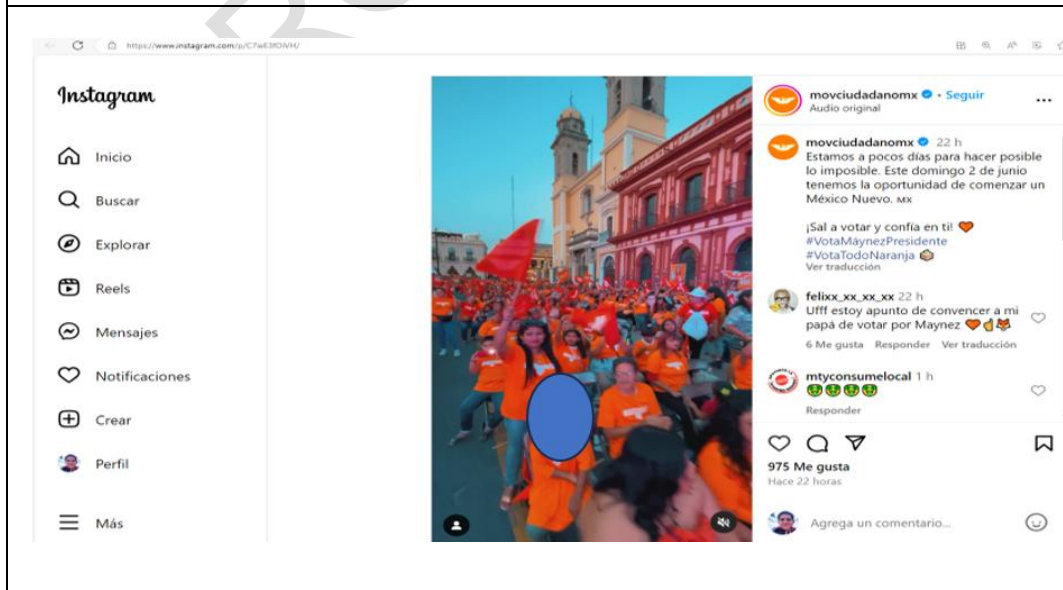 https://www.instagram.com/p/C7wE3fOIVH/
Instagram
Inicio
Buscar
Explorar
Reels
Mensajes
Notificaciones
Crear
Perfil
Más
movciudadanomx • Seguir
Audio original
movciudadanomx 22 h
Estamos a pocos días para hacer posible
lo imposible. Este domingo 2 de junio
tenemos la oportunidad de comenzar un
México Nuevo. MX
¡Sal a votar y confía en ti! 🧡
#VotaMáynezPresidente
#VotaTodoNaranja
Ver traducción
felixx_xx_xx_xx 22 h
Ufff estoy apunto de convencer a mi
papá de votar por Maynez 🧡☝🦊
6 Me gusta Responder Ver traducción
mtyconsumelocal 1 h
Responder
975 Me gusta
Hace 22 horas
Agrega un comentario...